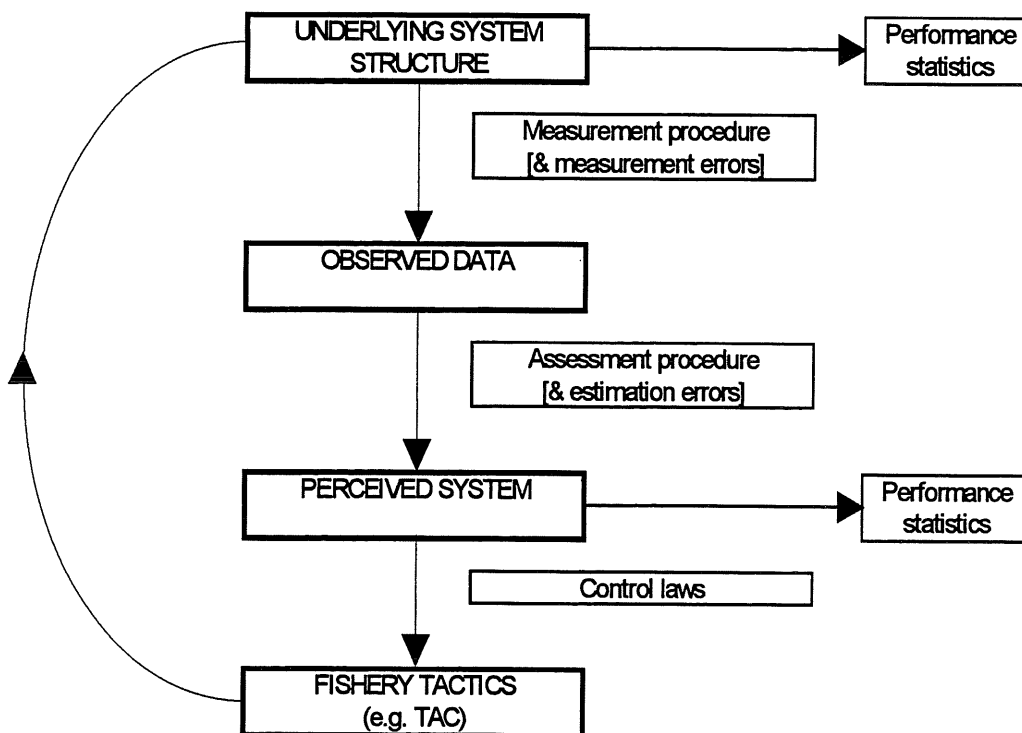 UNDERLYING SYSTEM
STRUCTURE
Performance
statistics
Measurement procedure
[& measurement errors]
OBSERVED DATA
Assessment procedure
[& estimation errors]
PERCEIVED SYSTEM
Performance
statistics
Control laws
FISHERY TACTICS
(e.g. TAC)